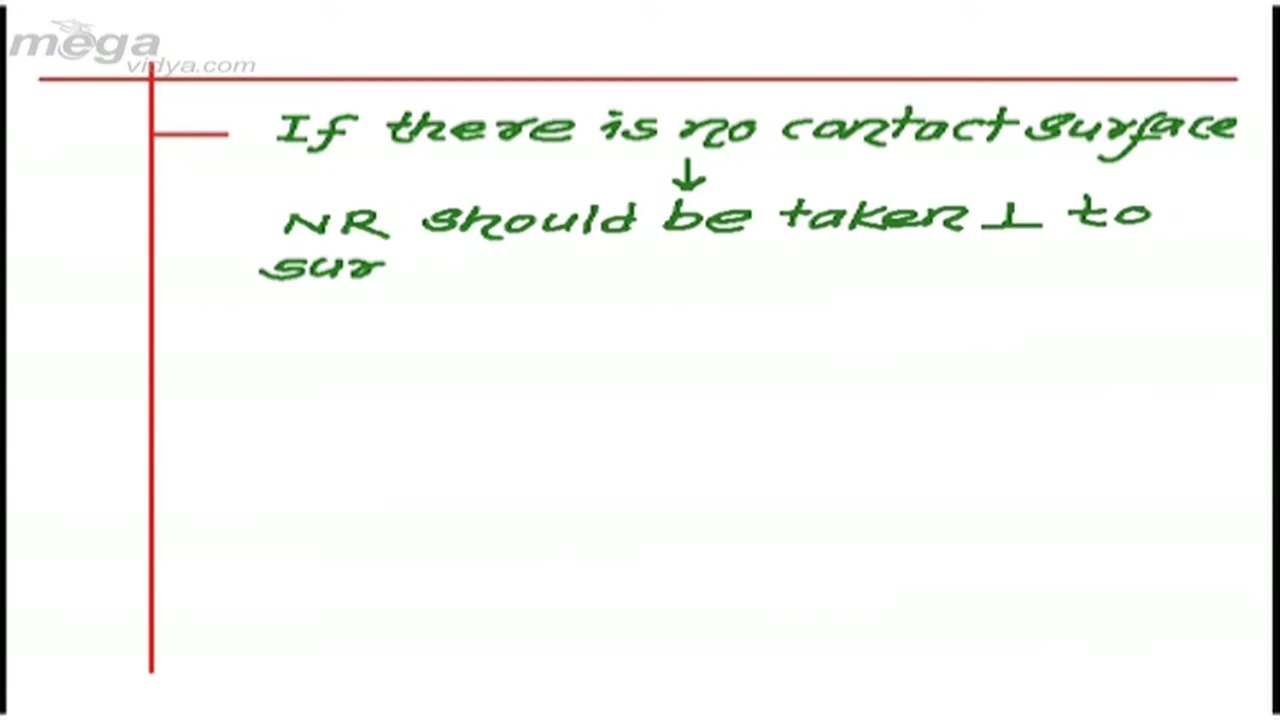 mega
vidya.com
If there is no contact surface
↓
NR should be taken ⊥ to
sur